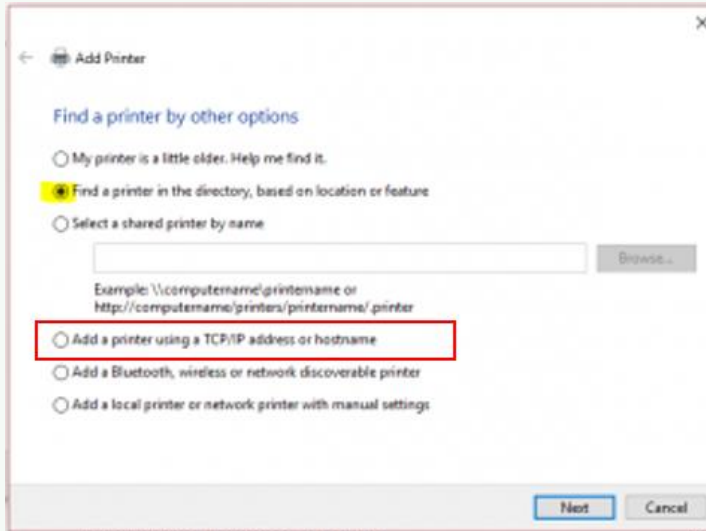 Add Printer
Find a printer by other options
My printer is a little older. Help me find it.
Find a printer in the directory, based on location or feature
Select a shared printer by name
Browse...
Example: \\computername\printername or
http://computername/printers/printername/.printer
Add a printer using a TCP/IP address or hostname
Add a Bluetooth, wireless or network discoverable printer
Add a local printer or network printer with manual settings
Next Cancel